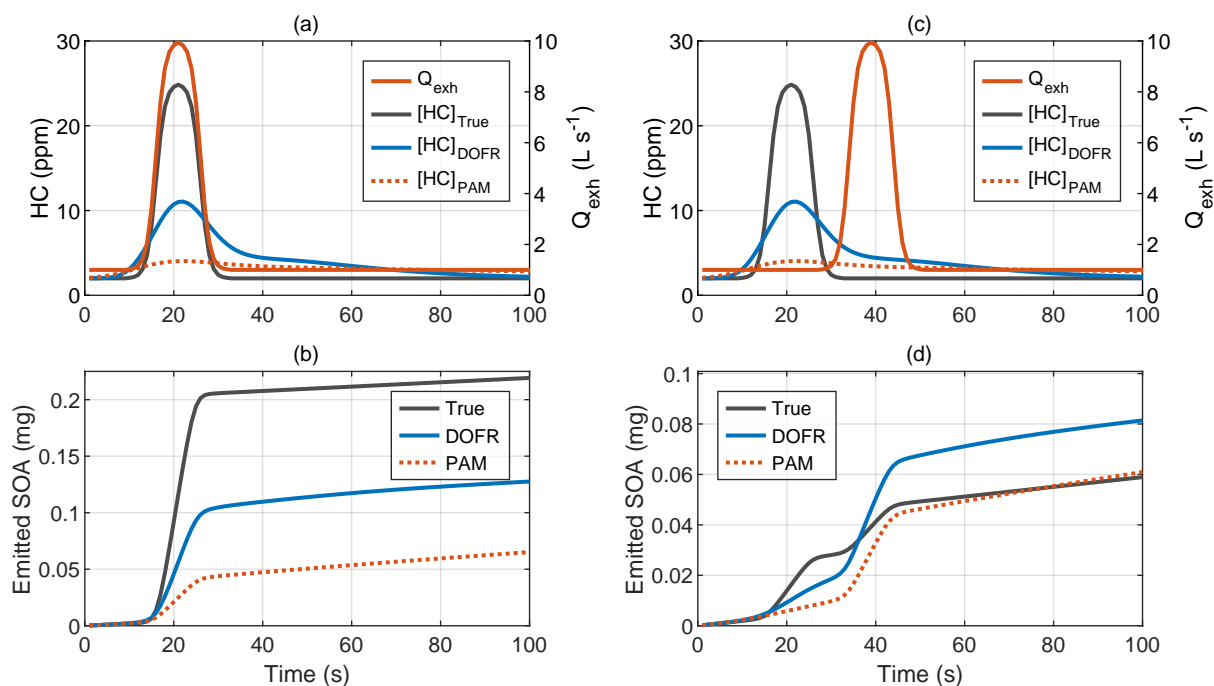 (a)
30
20
10
0
HC (ppm)
10
8
6
4
2
0
Q_exh (L s⁻¹)
Q_exh
[HC]_True
[HC]_DOFR
[HC]_PAM
0 20 40 60 80 100
(c)
30
20
10
0
HC (ppm)
10
8
6
4
2
0
Q_exh (L s⁻¹)
Q_exh
[HC]_True
[HC]_DOFR
[HC]_PAM
0 20 40 60 80 100
(b)
0.2
0.15
0.1
0.05
0
Emitted SOA (mg)
True
DOFR
PAM
0 20 40 60 80 100
Time (s)
(d)
0.1
0.08
0.06
0.04
0.02
0
Emitted SOA (mg)
True
DOFR
PAM
0 20 40 60 80 100
Time (s)